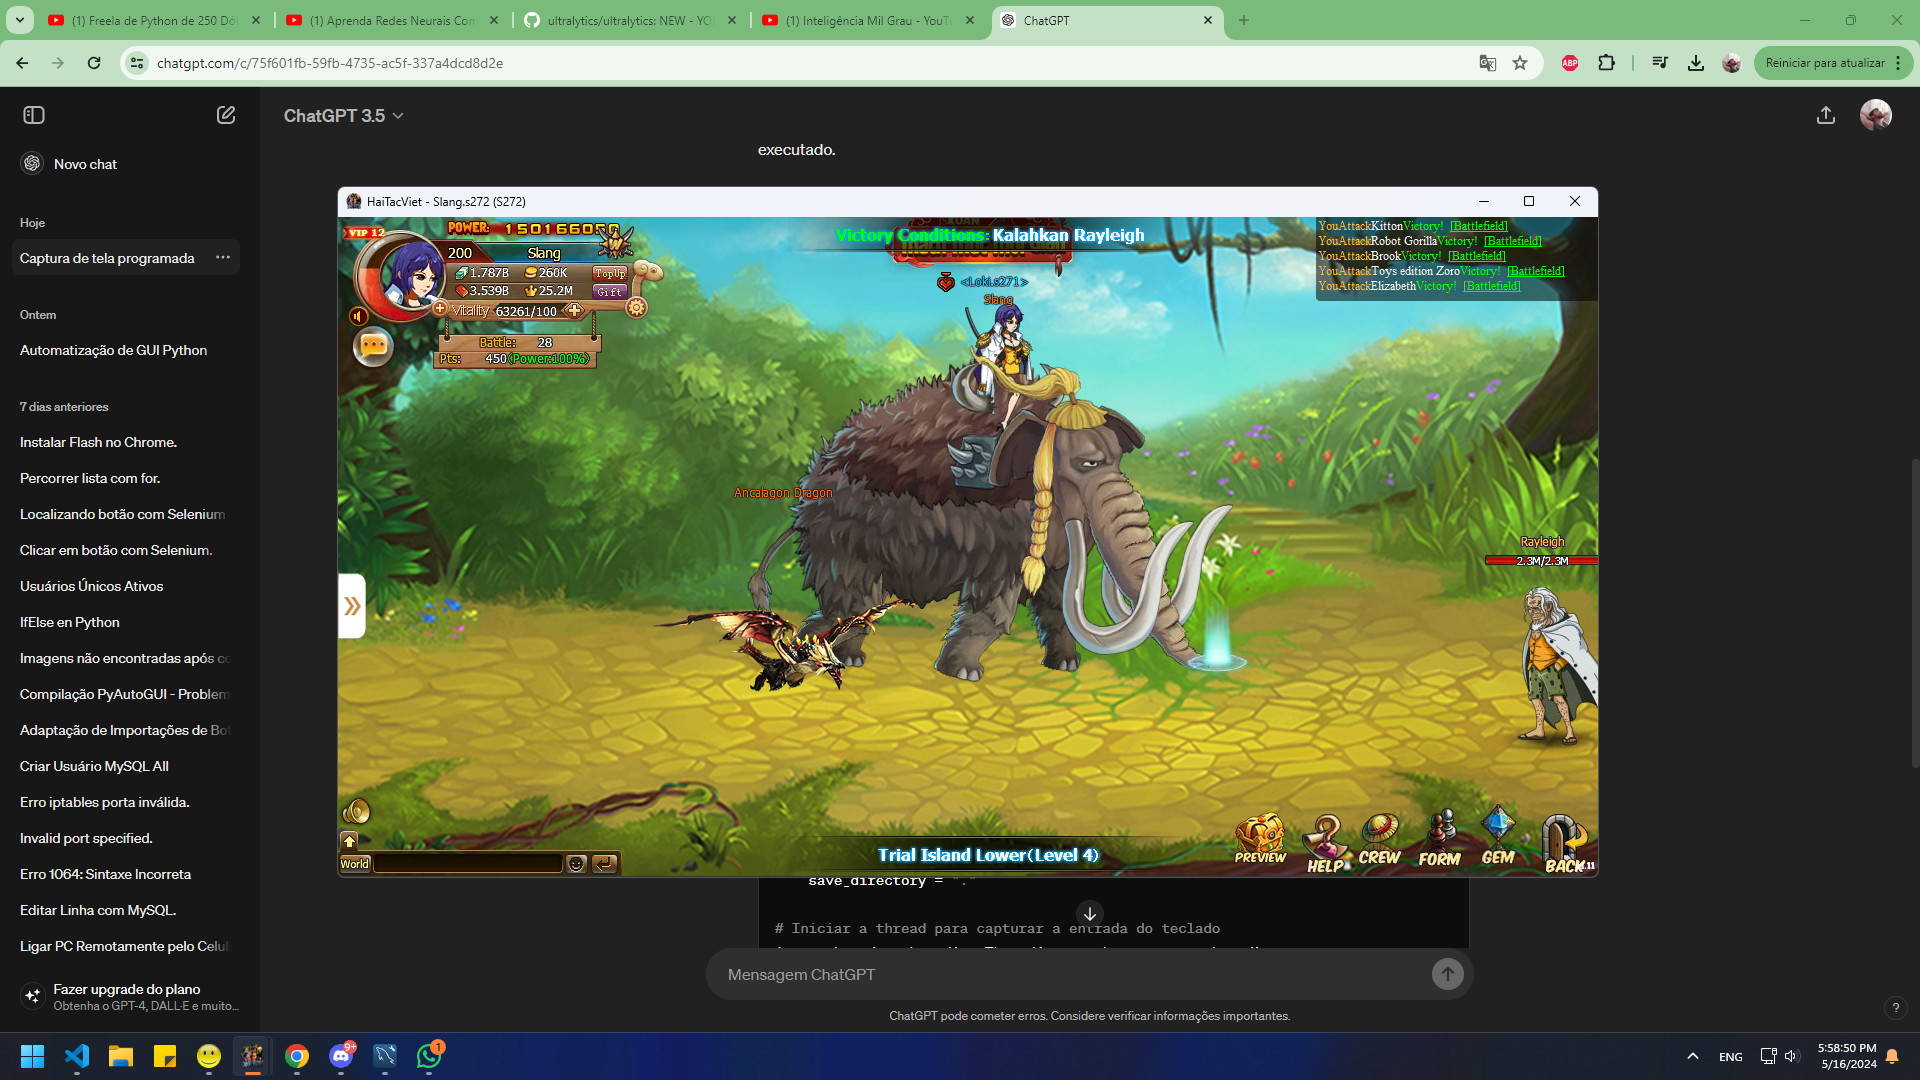 (1) Freela de Python de 250 Dól
(1) Aprenda Redes Neurais Com
ultralytics/ultralytics: NEW - YO
(1) Inteligência Mil Grau - YouTu
ChatGPT
chatgpt.com/c/75f601fb-59fb-4735-ac5f-337a4dcd8d2e
ABP
Reiniciar para atualizar
ChatGPT 3.5
Novo chat
executado.
Hoje
Captura de tela programada
Ontem
Automatização de GUI Python
7 dias anteriores
Instalar Flash no Chrome.
Percorrer lista com for.
Localizando botão com Selenium
Clicar em botão com Selenium.
Usuários Únicos Ativos
IfElse en Python
Imagens não encontradas após co
Compilação PyAutoGUI - Problem
Adaptação de Importações de Bot
Criar Usuário MySQL All
Erro iptables porta inválida.
Invalid port specified.
Erro 1064: Sintaxe Incorreta
Editar Linha com MySQL.
Ligar PC Remotamente pelo Celul
Fazer upgrade do plano
Obtenha o GPT-4, DALL·E e muito...
HaiTacViet - Slang.s272 (S272)
VIP 12
POWER: 150166050
200 Slang
1.787B 260K TopUp
3.539B 25.2M Gift
Vitality 63261/100
Battle: 28
Pts: 450(Power:100%)
Victory Conditions: Kalahkan Rayleigh
YouAttackKittonVictory! [Battlefield]
YouAttackRobot GorillaVictory! [Battlefield]
YouAttackBrookVictory! [Battlefield]
YouAttackToys edition ZoroVictory! [Battlefield]
YouAttackElizabethVictory! [Battlefield]
<Loki.s271>
Slang
Ancalagon Dragon
Rayleigh
2.3M/2.3M
World
Trial Island Lower(Level 4)
PREVIEW
HELP
CREW
FORM
GEM
BACK
save_directory = "."
# Iniciar a thread para capturar a entrada do teclado
Mensagem ChatGPT
ChatGPT pode cometer erros. Considere verificar informações importantes.
?
9+
1
ENG
5:58:50 PM
5/16/2024